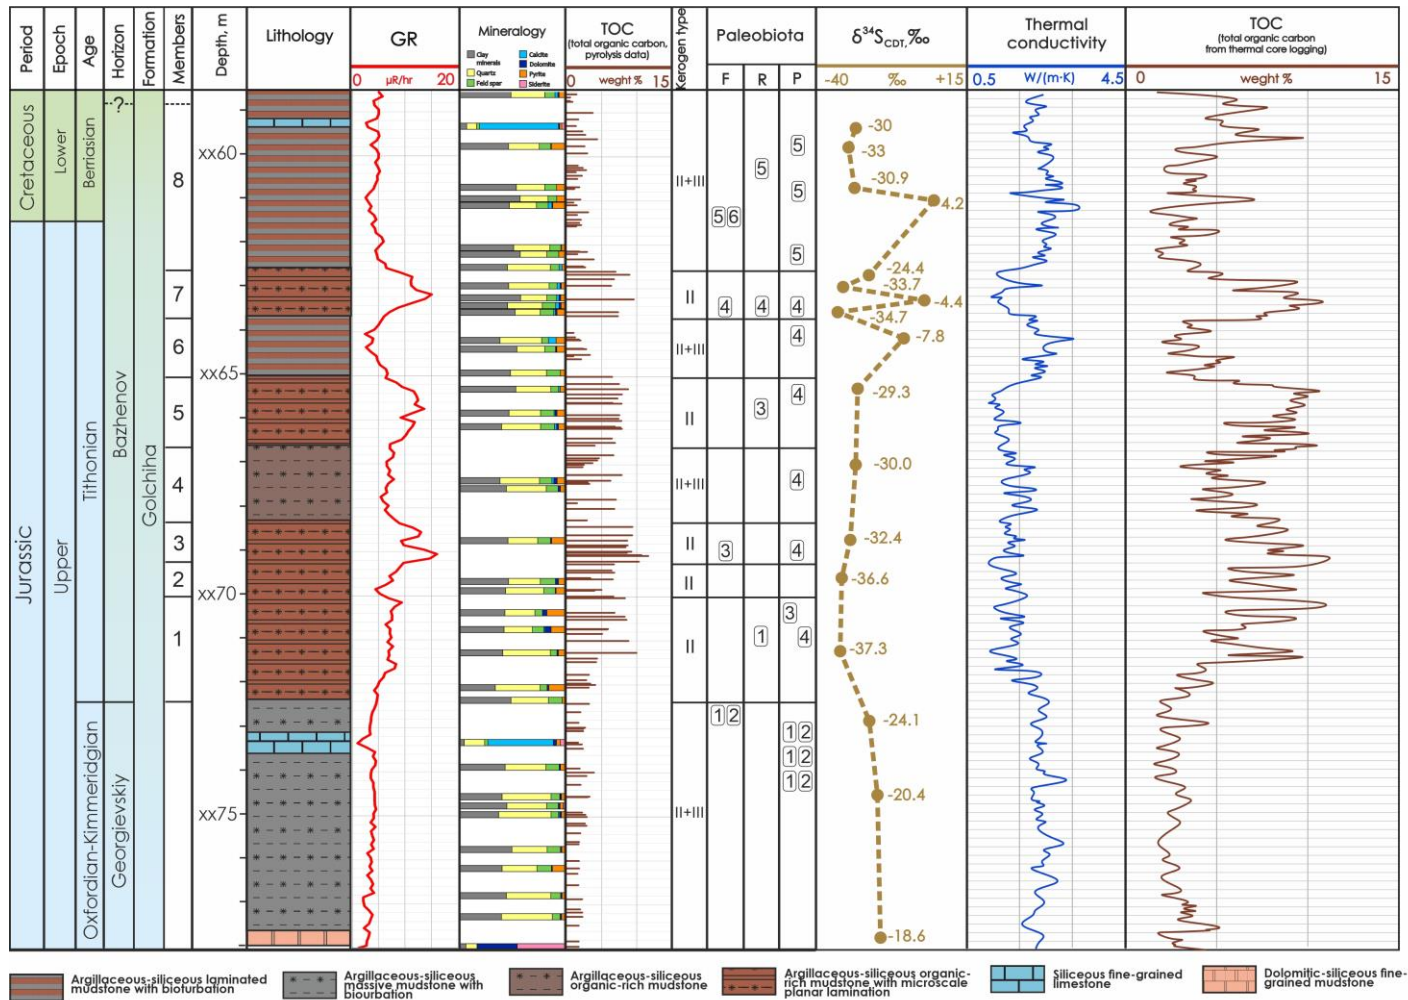 Period
Epoch
Age
Horizon
Formation
Members
Depth, m
Lithology
GR
0 µR/hr 20
Mineralogy
Clay minerals
Quartz
Feld spar
Calcite
Dolomite
Pyrite
Siderite
TOC
(total organic carbon,
pyrolysis data)
0 weght % 15
Kerogen type
Paleobiota
F R P
δ³⁴S CDT, ‰
-40 ‰ +15
Thermal
conductivity
0.5 W/(m·K) 4.5
TOC
(total organic carbon
from thermal core logging)
0 weght % 15
Cretaceous
Lower
Berriasian
Jurassic
Upper
Tithonian
Oxfordian-Kimmeridgian
-?-
Bazhenov
Georgievskiy
Golchiha
8
7
6
5
4
3
2
1
XX60
XX65
XX70
XX75
II+III
II
II+III
II
II+III
II
II
II
II+III
5
5
5
5 6
5
4 4 4
4
4
3
4
3 4
3
1 4
1 2
1 2
1 2
1 2
-30
-33
-30.9
4.2
-24.4
-33.7
-4.4
-34.7
-7.8
-29.3
-30.0
-32.4
-36.6
-37.3
-24.1
-20.4
-18.6
Argillaceous-siliceous laminated
mudstone with bioturbation
Argillaceous-siliceous
massive mudstone with
biourbation
Argillaceous-siliceous
organic-rich mudstone
Argillaceous-siliceous organic-
rich mudstone with microscale
planar lamination
Siliceous fine-grained
limestone
Dolomitic-siliceous fine-
grained mudstone